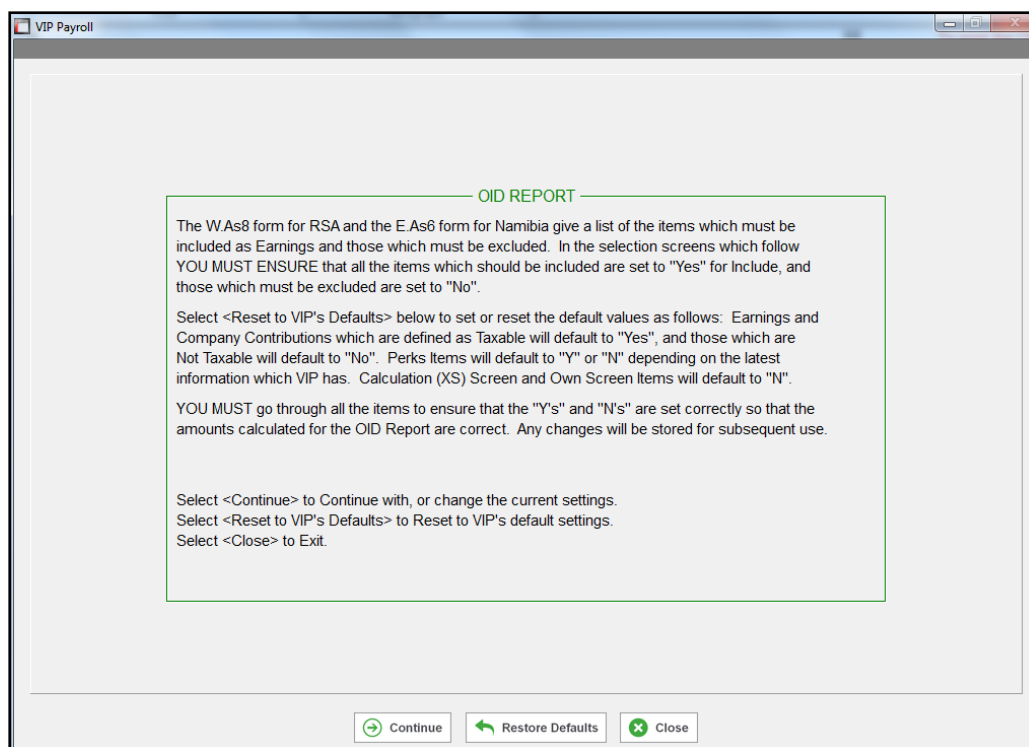 VIP Payroll
OID REPORT
The W.As8 form for RSA and the E.As6 form for Namibia give a list of the items which must be
included as Earnings and those which must be excluded.  In the selection screens which follow
YOU MUST ENSURE that all the items which should be included are set to "Yes" for Include, and
those which must be excluded are set to "No".
Select <Reset to VIP's Defaults> below to set or reset the default values as follows:  Earnings and
Company Contributions which are defined as Taxable will default to "Yes", and those which are
Not Taxable will default to "No".  Perks Items will default to "Y" or "N" depending on the latest
information which VIP has.  Calculation (XS) Screen and Own Screen Items will default to "N".
YOU MUST go through all the items to ensure that the "Y's" and "N's" are set correctly so that the
amounts calculated for the OID Report are correct.  Any changes will be stored for subsequent use.
Select <Continue> to Continue with, or change the current settings.
Select <Reset to VIP's Defaults> to Reset to VIP's default settings.
Select <Close> to Exit.
Continue Restore Defaults Close